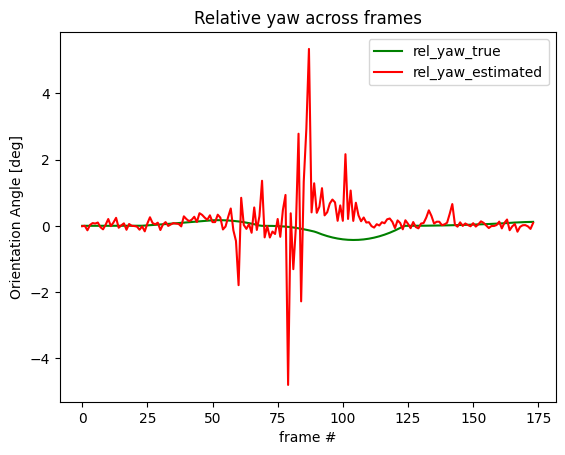 Relative yaw across frames
rel_yaw_true
rel_yaw_estimated
Orientation Angle [deg]
4
2
0
−2
−4
0 25 50 75 100 125 150 175
frame #